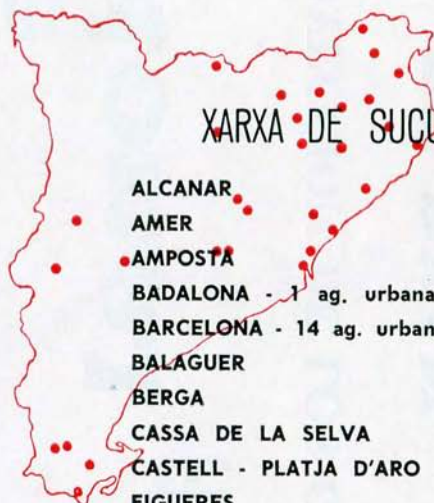 XARXA DE SUCU
ALCANAR
AMER
AMPOSTA
BADALONA - 1 ag. urbana
BARCELONA - 14 ag. urban
BALAGUER
BERGA
CASSA DE LA SELVA
CASTELL - PLATJA D'ARO
FIGUERES